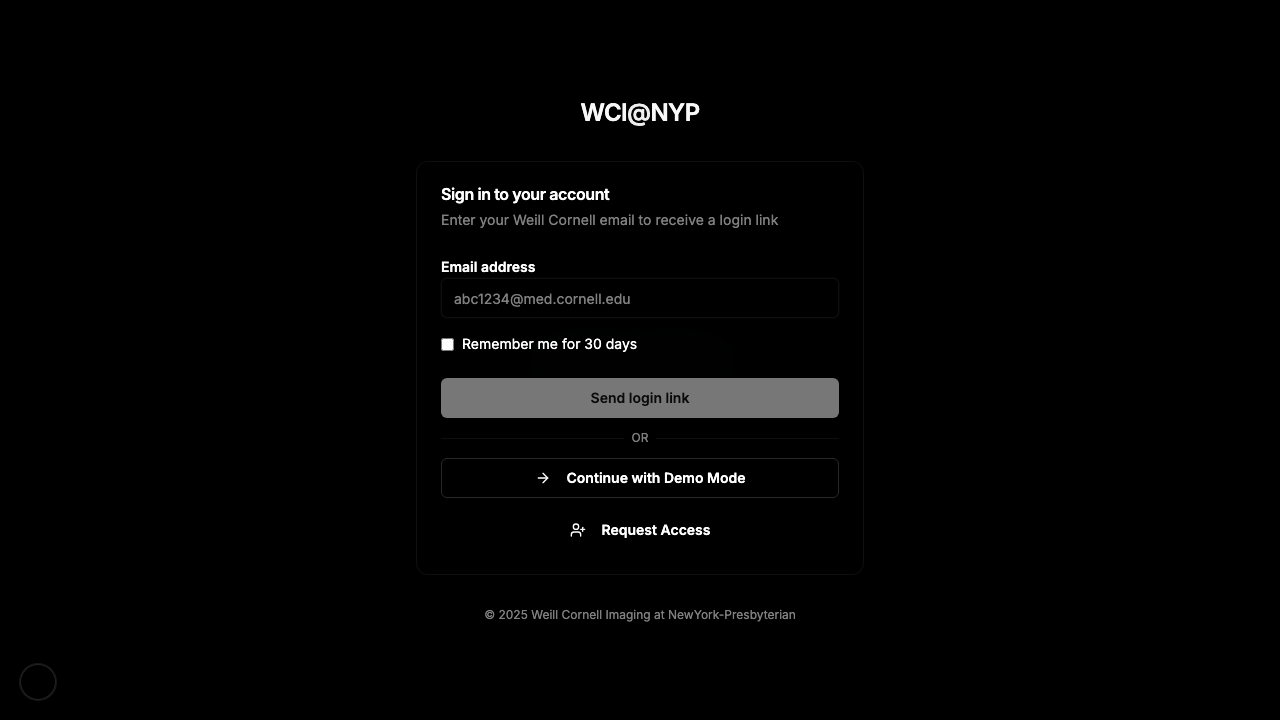 WCI@NYP
Sign in to your account
Enter your Weill Cornell email to receive a login link
Email address
abc1234@med.cornell.edu
Remember me for 30 days
Send login link
OR
Continue with Demo Mode
Request Access
© 2025 Weill Cornell Imaging at NewYork-Presbyterian